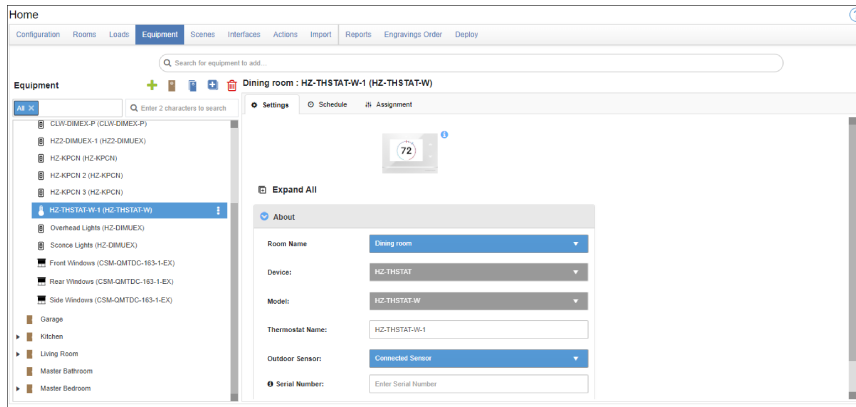 Home
Configuration Rooms Loads Equipment Scenes Interfaces Actions Import Reports Engravings Order Deploy
Search for equipment to add...
Equipment
Dining room : HZ-THSTAT-W-1 (HZ-THSTAT-W)
All X
Enter 2 characters to search
Settings Schedule Assignment
CLW-DIMEX-P (CLW-DIMEX-P)
HZ2-DIMUEX-1 (HZ2-DIMUEX)
HZ-KPCN (HZ-KPCN)
HZ-KPCN 2 (HZ-KPCN)
HZ-KPCN 3 (HZ-KPCN)
HZ-THSTAT-W-1 (HZ-THSTAT-W)
Overhead Lights (HZ-DIMUEX)
Sconce Lights (HZ-DIMUEX)
Front Windows (CSM-QMTDC-163-1-EX)
Rear Windows (CSM-QMTDC-163-1-EX)
Side Windows (CSM-QMTDC-163-1-EX)
Garage
Kitchen
Living Room
Master Bathroom
Master Bedroom
72
Expand All
About
Room Name Dining room
Device: HZ-THSTAT
Model: HZ-THSTAT-W
Thermostat Name: HZ-THSTAT-W-1
Outdoor Sensor: Connected Sensor
Serial Number: Enter Serial Number